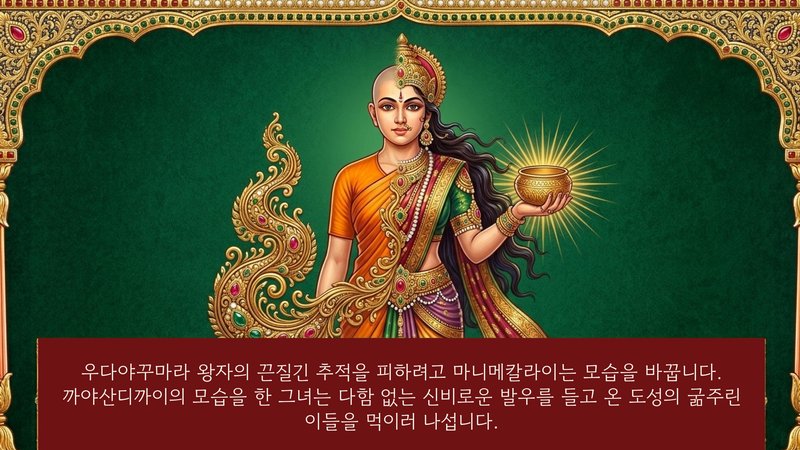 우다야꾸마라 왕자의 끈질긴 추적을 피하려고 마니메칼라이는 모습을 바꿉니다.
까야산디까이의 모습을 한 그녀는 다함 없는 신비로운 발우를 들고 온 도성의 굶주린
이들을 먹이러 나섭니다.